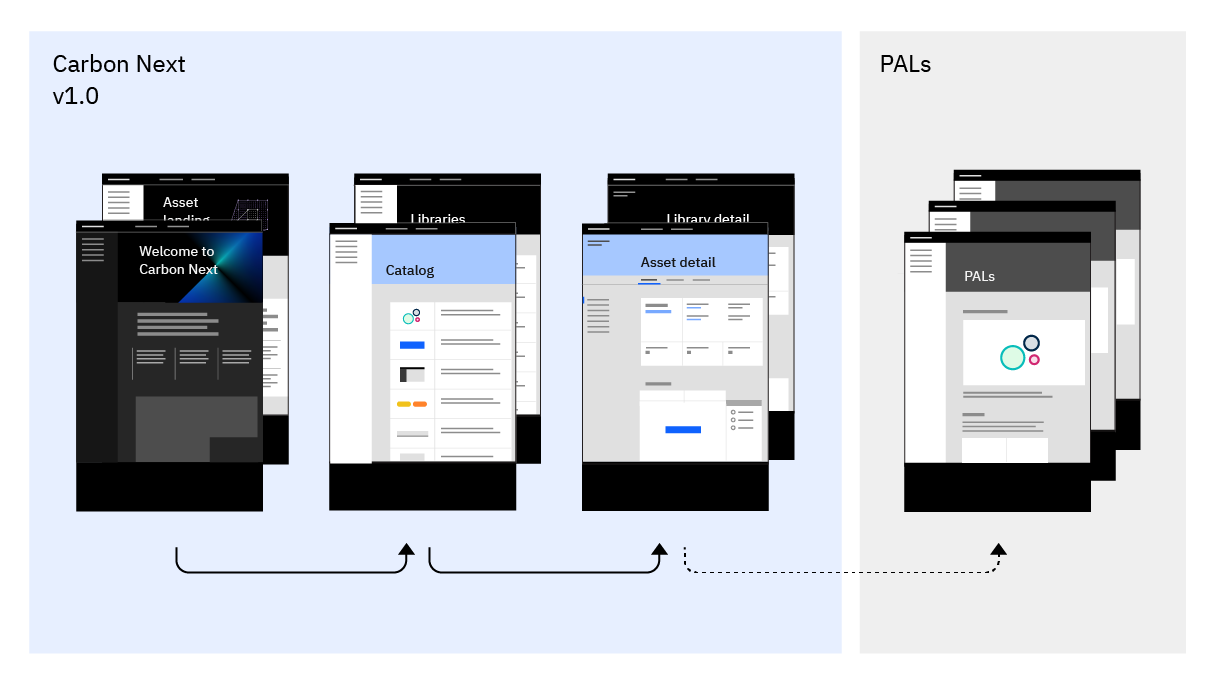 Carbon Next
v1.0
PALs
Asset
landing
Welcome to
Carbon Next
Libraries
Catalog
Library detail
Asset detail
PALs